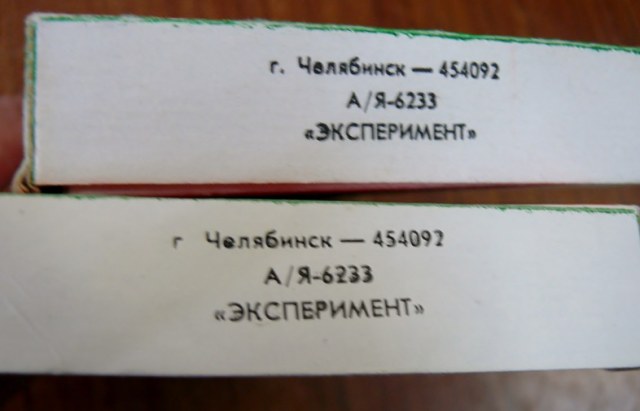 г. Челябинск — 454092
А/Я-6233
«ЭКСПЕРИМЕНТ»
г Челябинск — 454092
А/Я-6233
«ЭКСПЕРИМЕНТ»